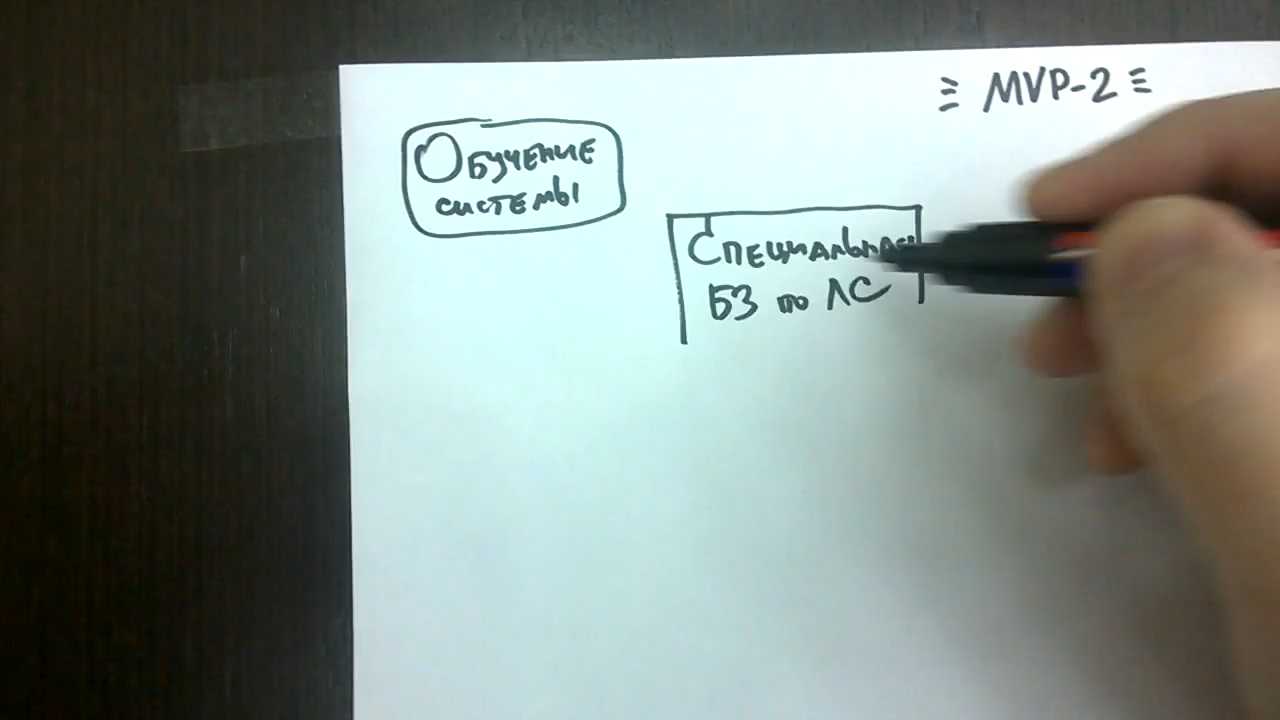 ≡ MVP-2 ≡
Обучение
системы
Специальная
БЗ по ЛС